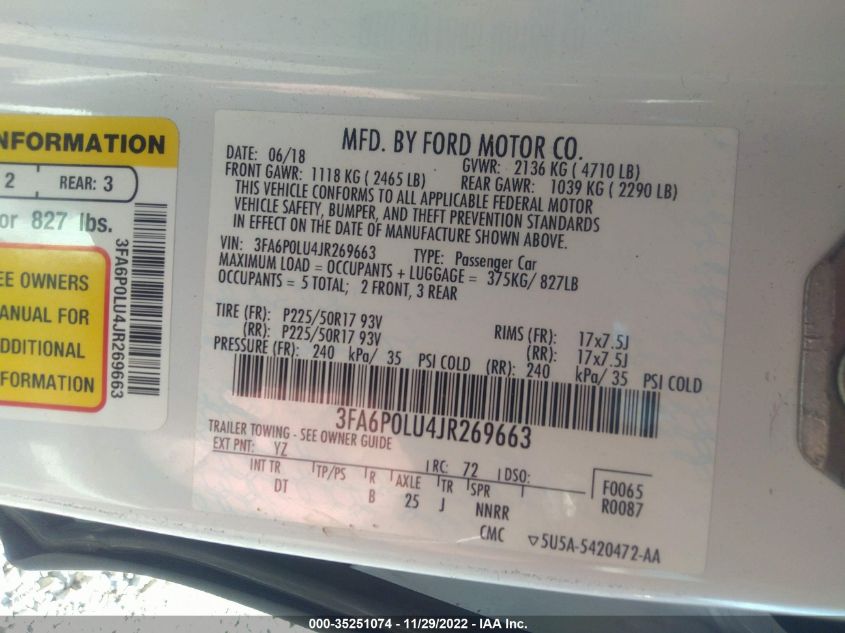 NFORMATION
2 REAR: 3
or 827 lbs.
EE OWNERS
ANUAL FOR
DDITIONAL
FORMATION
3FA6P0LU4JR269663
MFD. BY FORD MOTOR CO.
DATE: 06/18 GVWR: 2136 KG ( 4710 LB)
FRONT GAWR: 1118 KG ( 2465 LB) REAR GAWR: 1039 KG ( 2290 LB)
THIS VEHICLE CONFORMS TO ALL APPLICABLE FEDERAL MOTOR
VEHICLE SAFETY, BUMPER, AND THEFT PREVENTION STANDARDS
IN EFFECT ON THE DATE OF MANUFACTURE SHOWN ABOVE.
VIN: 3FA6P0LU4JR269663 TYPE: Passenger Car
MAXIMUM LOAD = OCCUPANTS + LUGGAGE = 375KG/ 827LB
OCCUPANTS = 5 TOTAL; 2 FRONT, 3 REAR
TIRE (FR): P225/50R17 93V RIMS (FR): 17x7.5J
(RR): P225/50R17 93V (RR): 17x7.5J
PRESSURE (FR): 240 kPa/ 35 PSI COLD (RR): 240 kPa/ 35 PSI COLD
3FA6P0LU4JR269663
TRAILER TOWING - SEE OWNER GUIDE
EXT PNT: YZ RC: 72 DSO:
INT TR TP/PS R AXLE TR SPR F0065
DT B 25 J NNRR R0087
CMC ▽5U5A-5420472-AA
000-35251074 - 11/29/2022 - IAA Inc.